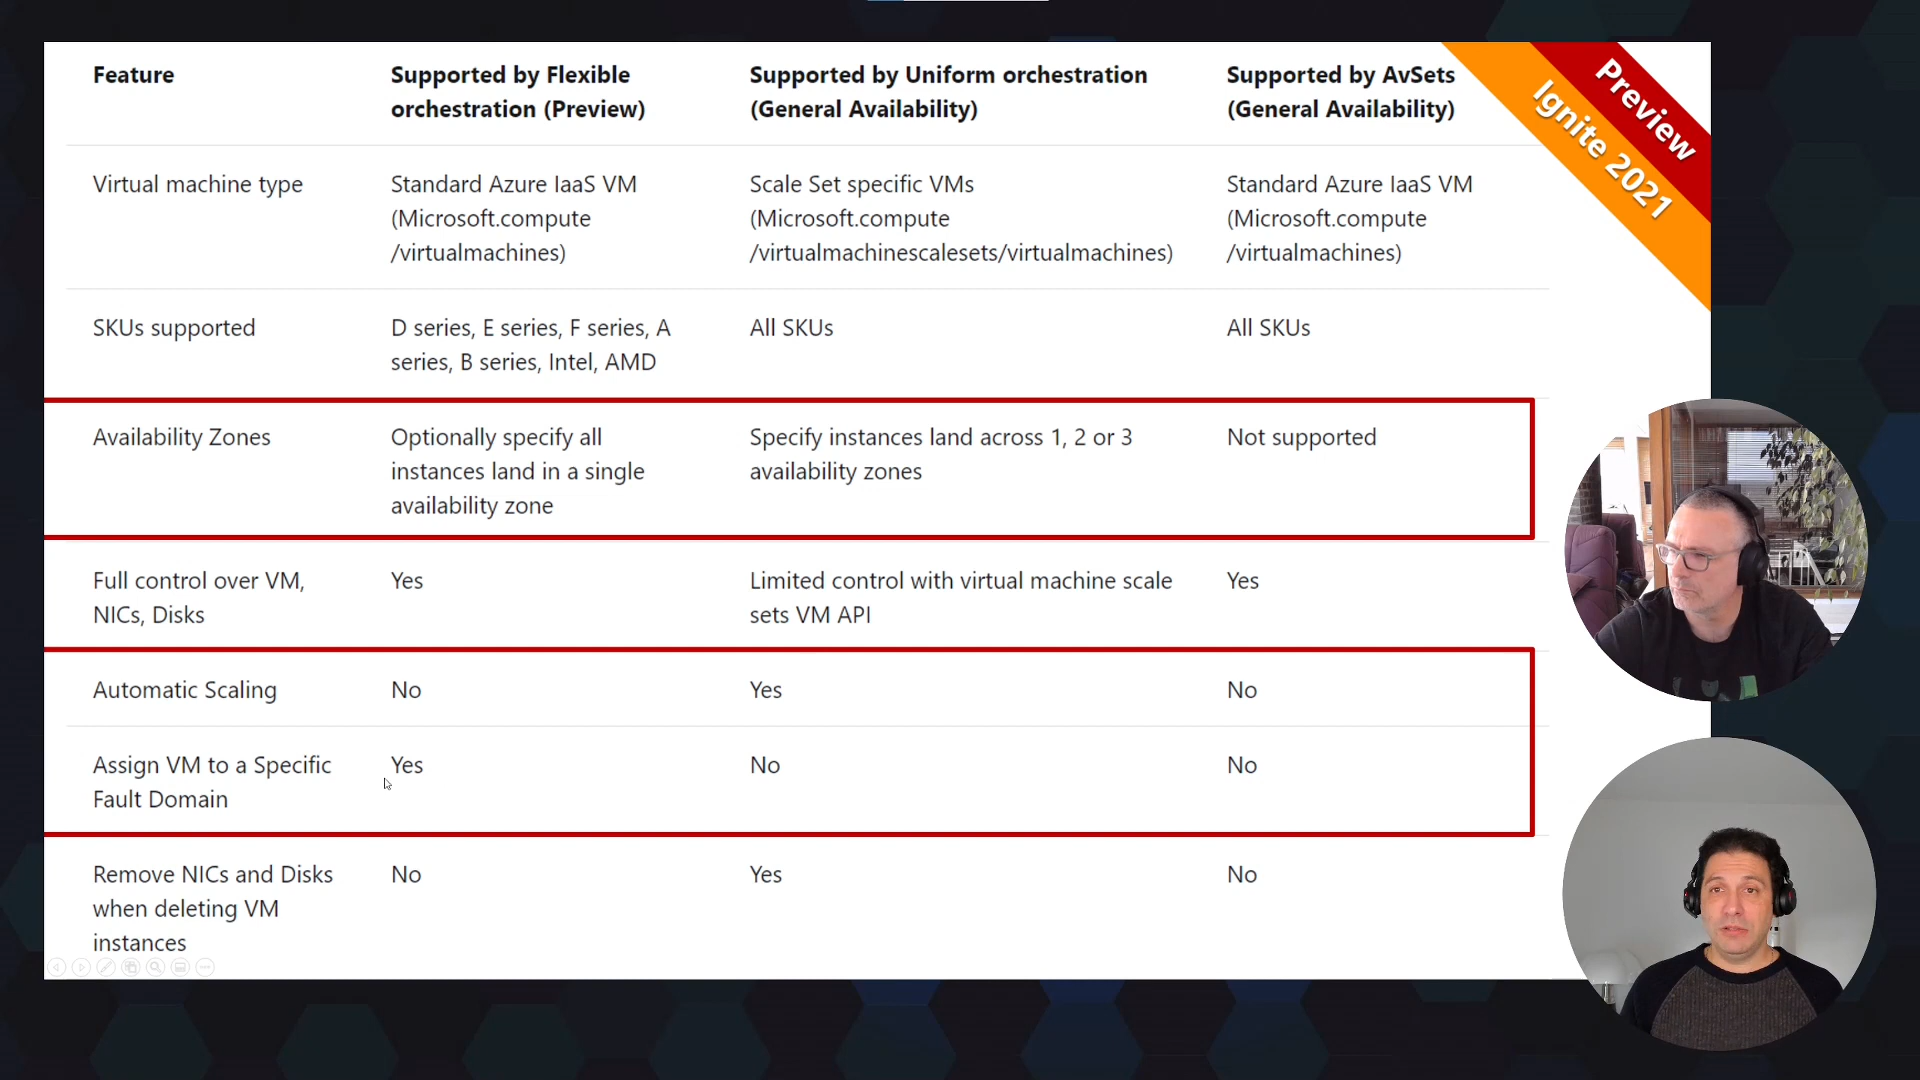 Feature
Supported by Flexible
orchestration (Preview)
Supported by Uniform orchestration
(General Availability)
Supported by AvSets
(General Availability)
Preview
Ignite 2021
Virtual machine type
Standard Azure IaaS VM
(Microsoft.compute
/virtualmachines)
Scale Set specific VMs
(Microsoft.compute
/virtualmachinescalesets/virtualmachines)
Standard Azure IaaS VM
(Microsoft.compute
/virtualmachines)
SKUs supported
D series, E series, F series, A
series, B series, Intel, AMD
All SKUs
All SKUs
Availability Zones
Optionally specify all
instances land in a single
availability zone
Specify instances land across 1, 2 or 3
availability zones
Not supported
Full control over VM,
NICs, Disks
Yes
Limited control with virtual machine scale
sets VM API
Yes
Automatic Scaling
No
Yes
No
Assign VM to a Specific
Fault Domain
Yes
No
No
Remove NICs and Disks
when deleting VM
instances
No
Yes
No